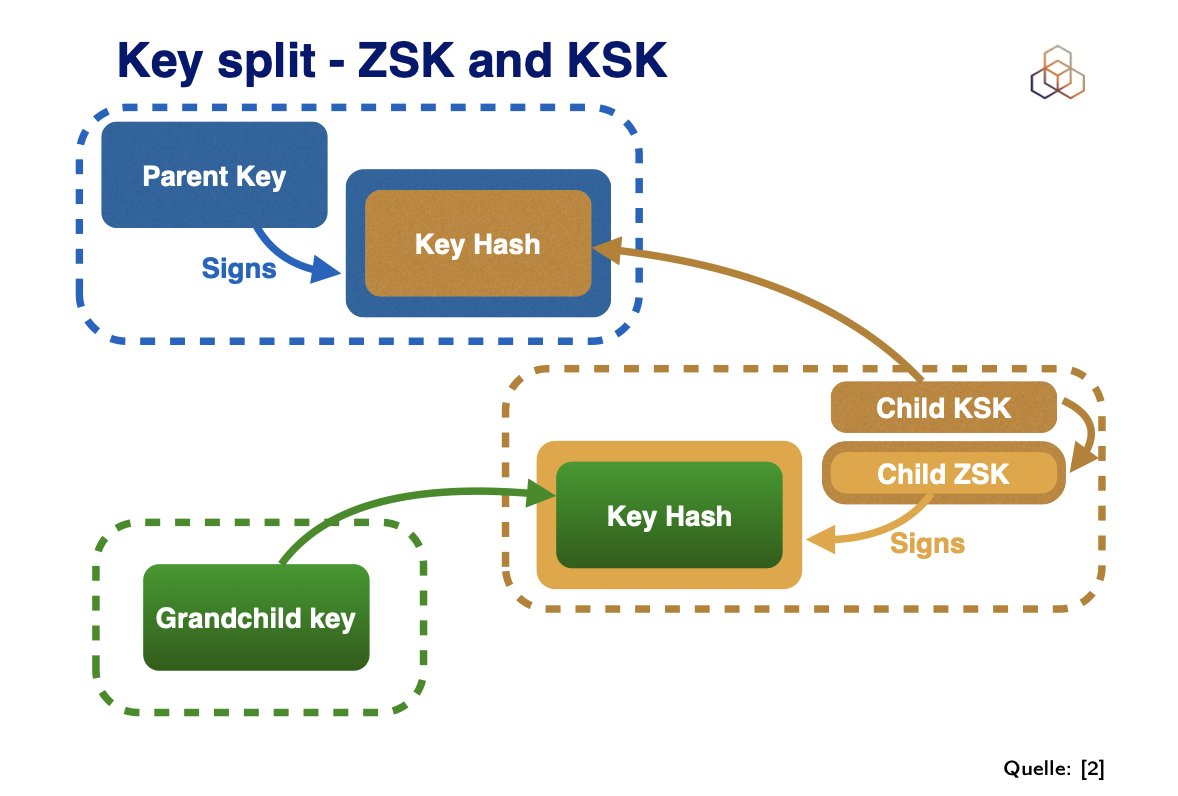 Key split - ZSK and KSK
Parent Key
Key Hash
Signs
Child KSK
Child ZSK
Key Hash
Signs
Grandchild key
Quelle: [2]